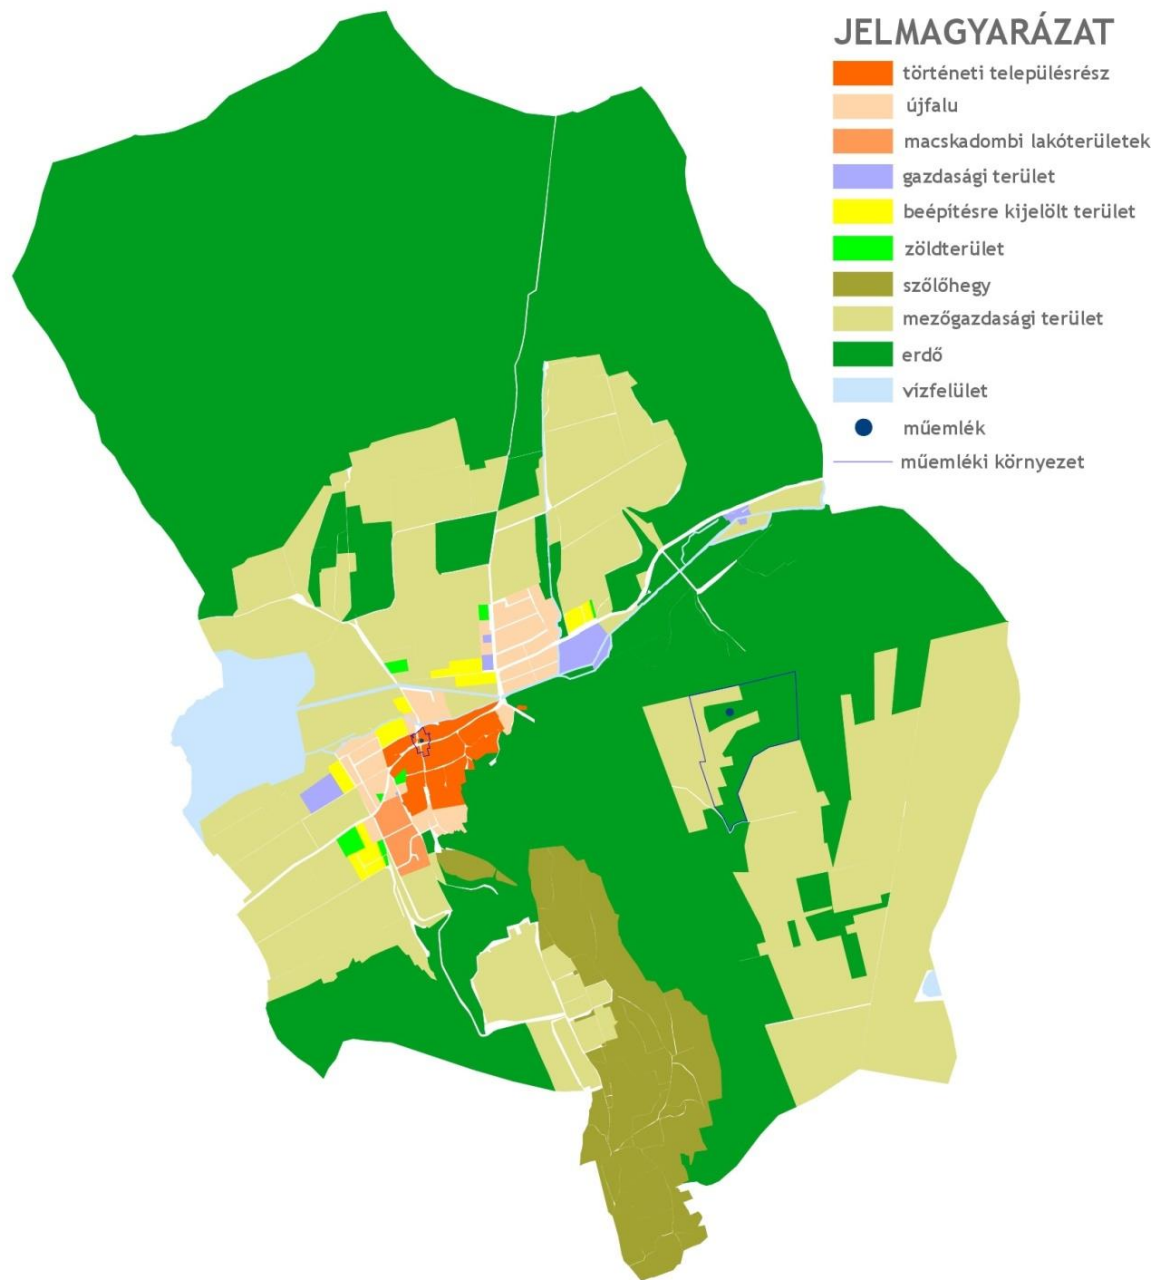 JELMAGYARÁZAT
történeti településrész
újfalu
macskadombi lakóterületek
gazdasági terület
beépítésre kijelölt terület
zöldterület
szőlőhegy
mezőgazdasági terület
erdő
vízfelület
műemlék
műemléki környezet